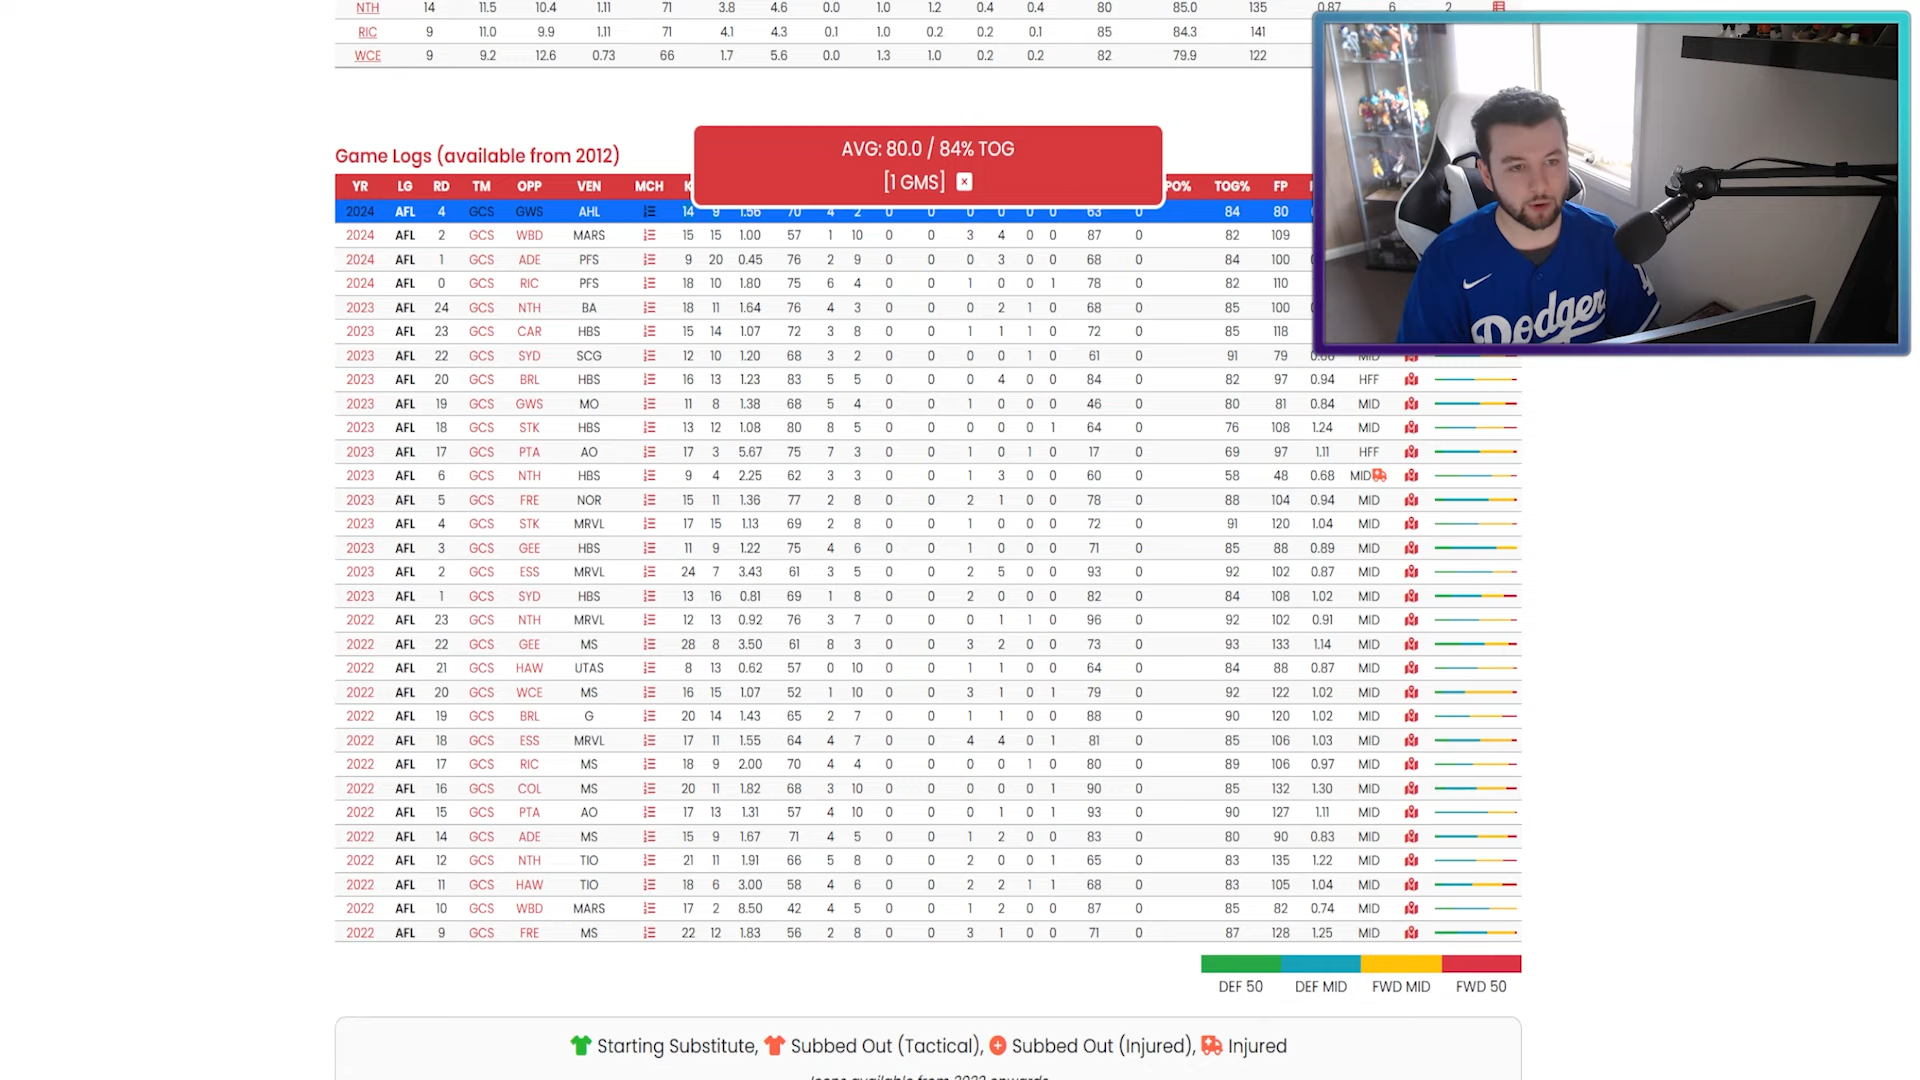 NTH 14 11.5 10.4 1.11 71 3.8 4.6 0.0 1.0 1.2 0.4 0.4 80 85.0 135 0.87 6 2
RIC 9 11.0 9.9 1.11 71 4.1 4.3 0.1 1.0 0.2 0.2 0.1 85 84.3 141
WCE 9 9.2 12.6 0.73 66 1.7 5.6 0.0 1.3 1.0 0.2 0.2 82 79.9 122
AVG: 80.0 / 84% TOG
[1 GMS] x
Game Logs (available from 2012)
YR LG RD TM OPP VEN MCH PO% TOG% FP
2024 AFL 4 GCS GWS AHL 14 9 1.56 70 4 2 0 0 0 0 0 0 63 0 84 80
2024 AFL 2 GCS WBD MARS 15 15 1.00 57 1 10 0 0 3 4 0 0 87 0 82 109
2024 AFL 1 GCS ADE PFS 9 20 0.45 76 2 9 0 0 0 3 0 0 68 0 84 100
2024 AFL 0 GCS RIC PFS 18 10 1.80 75 6 4 0 0 1 0 0 1 78 0 82 110
2023 AFL 24 GCS NTH BA 18 11 1.64 76 4 3 0 0 0 2 1 0 68 0 85 100
2023 AFL 23 GCS CAR HBS 15 14 1.07 72 3 8 0 0 1 1 1 0 72 0 85 118
2023 AFL 22 GCS SYD SCG 12 10 1.20 68 3 2 0 0 0 0 1 0 61 0 91 79 MID
2023 AFL 20 GCS BRL HBS 16 13 1.23 83 5 5 0 0 0 4 0 0 84 0 82 97 0.94 HFF
2023 AFL 19 GCS GWS MO 11 8 1.38 68 5 4 0 0 1 0 0 0 46 0 80 81 0.84 MID
2023 AFL 18 GCS STK HBS 13 12 1.08 80 8 5 0 0 0 0 0 1 64 0 76 108 1.24 MID
2023 AFL 17 GCS PTA AO 17 3 5.67 75 7 3 0 0 1 0 1 0 17 0 69 97 1.11 HFF
2023 AFL 6 GCS NTH HBS 9 4 2.25 62 3 3 0 0 1 3 0 0 60 0 58 48 0.68 MID
2023 AFL 5 GCS FRE NOR 15 11 1.36 77 2 8 0 0 2 1 0 0 78 0 88 104 0.94 MID
2023 AFL 4 GCS STK MRVL 17 15 1.13 69 2 8 0 0 1 0 0 0 72 0 91 120 1.04 MID
2023 AFL 3 GCS GEE HBS 11 9 1.22 75 4 6 0 0 1 0 0 0 71 0 85 88 0.89 MID
2023 AFL 2 GCS ESS MRVL 24 7 3.43 61 3 5 0 0 2 5 0 0 93 0 92 102 0.87 MID
2023 AFL 1 GCS SYD HBS 13 16 0.81 69 1 8 0 0 2 0 0 0 82 0 84 108 1.02 MID
2022 AFL 23 GCS NTH MRVL 12 13 0.92 76 3 7 0 0 0 1 1 0 96 0 92 102 0.91 MID
2022 AFL 22 GCS GEE MS 28 8 3.50 61 8 3 0 0 3 2 0 0 73 0 93 133 1.14 MID
2022 AFL 21 GCS HAW UTAS 8 13 0.62 57 0 10 0 0 1 1 0 0 64 0 84 88 0.87 MID
2022 AFL 20 GCS WCE MS 16 15 1.07 52 1 10 0 0 3 1 0 1 79 0 92 122 1.02 MID
2022 AFL 19 GCS BRL G 20 14 1.43 65 2 7 0 0 1 1 0 0 88 0 90 120 1.02 MID
2022 AFL 18 GCS ESS MRVL 17 11 1.55 64 4 7 0 0 4 4 0 1 81 0 85 106 1.03 MID
2022 AFL 17 GCS RIC MS 18 9 2.00 70 4 4 0 0 0 0 1 0 80 0 89 106 0.97 MID
2022 AFL 16 GCS COL MS 20 11 1.82 68 3 10 0 0 0 0 0 1 90 0 85 132 1.30 MID
2022 AFL 15 GCS PTA AO 17 13 1.31 57 4 10 0 0 0 1 0 1 93 0 90 127 1.11 MID
2022 AFL 14 GCS ADE MS 15 9 1.67 71 4 5 0 0 1 2 0 0 83 0 80 90 0.83 MID
2022 AFL 12 GCS NTH TIO 21 11 1.91 66 5 8 0 0 2 0 0 1 65 0 83 135 1.22 MID
2022 AFL 11 GCS HAW TIO 18 6 3.00 58 4 6 0 0 2 2 1 1 68 0 83 105 1.04 MID
2022 AFL 10 GCS WBD MARS 17 2 8.50 42 4 5 0 0 1 2 0 0 87 0 85 82 0.74 MID
2022 AFL 9 GCS FRE MS 22 12 1.83 56 2 8 0 0 3 1 0 0 71 0 87 128 1.25 MID
DEF 50 DEF MID FWD MID FWD 50
Starting Substitute, Subbed Out (Tactical), Subbed Out (Injured), Injured
Icons available from 2022 onwards
Dodgers